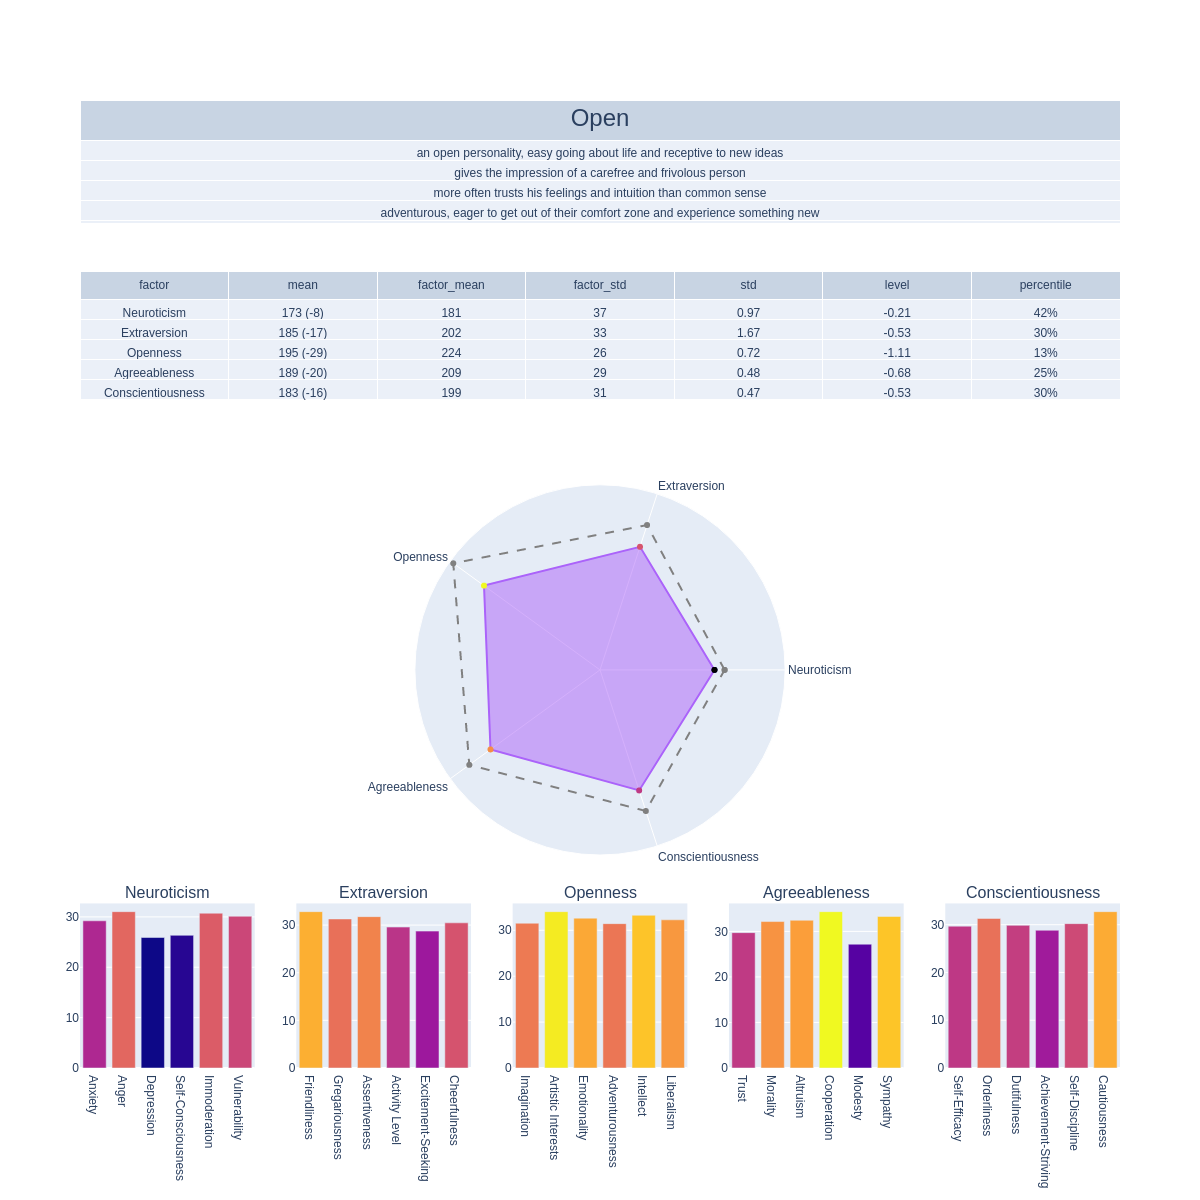 Open
an open personality, easy going about life and receptive to new ideas
gives the impression of a carefree and frivolous person
more often trusts his feelings and intuition than common sense
adventurous, eager to get out of their comfort zone and experience something new
factor mean factor_mean factor_std std level percentile
Neuroticism 173 (-8) 181 37 0.97 -0.21 42%
Extraversion 185 (-17) 202 33 1.67 -0.53 30%
Openness 195 (-29) 224 26 0.72 -1.11 13%
Agreeableness 189 (-20) 209 29 0.48 -0.68 25%
Conscientiousness 183 (-16) 199 31 0.47 -0.53 30%
Extraversion
Openness
Neuroticism
Agreeableness
Conscientiousness
Neuroticism
30
20
10
0
Anxiety
Anger
Depression
Self-Consciousness
Immoderation
Vulnerability
Extraversion
30
20
10
0
Friendliness
Gregariousness
Assertiveness
Activity Level
Excitement-Seeking
Cheerfulness
Openness
30
20
10
0
Imagination
Artistic Interests
Emotionality
Adventurousness
Intellect
Liberalism
Agreeableness
30
20
10
0
Trust
Morality
Altruism
Cooperation
Modesty
Sympathy
Conscientiousness
30
20
10
0
Self-Efficacy
Orderliness
Dutifulness
Achievement-Striving
Self-Discipline
Cautiousness